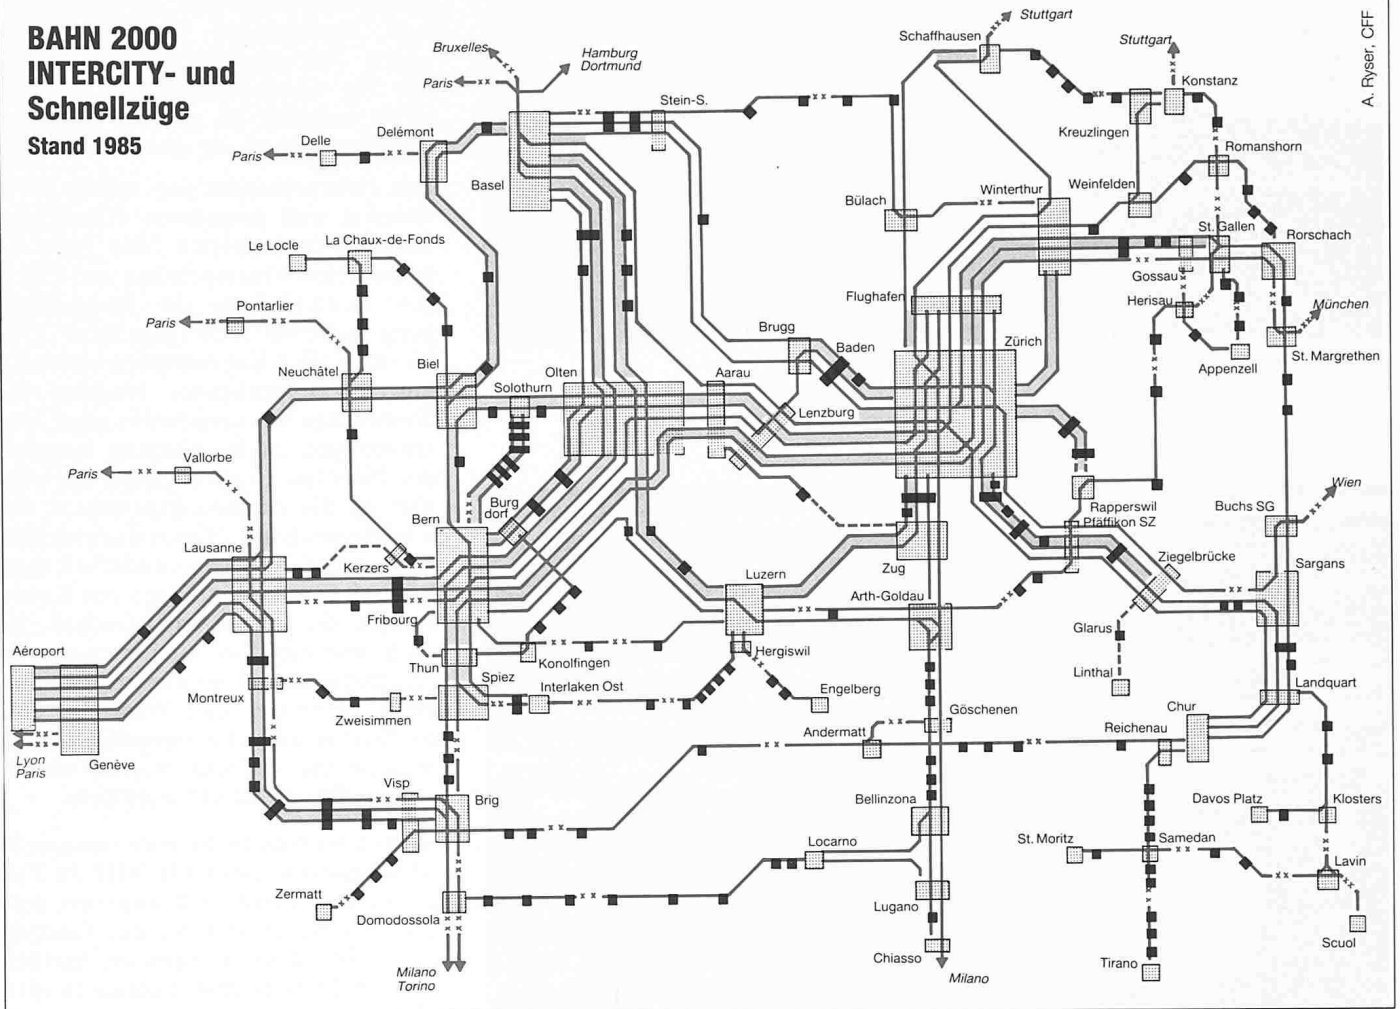 BAHN 2000
INTERCITY- und
Schnellzüge
Stand 1985
A. Ryser, CFF
Stuttgart
Schaffhausen
Stuttgart
Bruxelles
Hamburg
Dortmund
Paris
Konstanz
Stein-S.
Kreuzlingen
Delémont
Delle
Paris
Romanshorn
Basel
Winterthur
Weinfelden
Bülach
St. Gallen
Rorschach
Le Locle
La Chaux-de-Fonds
Gossau
Flughafen
Herisau
München
Pontarlier
Paris
Brugg
Baden
Zürich
St. Margrethen
Appenzell
Neuchâtel
Biel
Solothurn
Olten
Aarau
Lenzburg
Vallorbe
Paris
Wien
Burg
dorf
Bern
Rapperswil
Pfäffikon SZ
Buchs SG
Lausanne
Kerzers
Zug
Ziegelbrücke
Sargans
Luzern
Arth-Goldau
Fribourg
Glarus
Aéroport
Thun
Konolfingen
Hergiswil
Linthal
Montreux
Spiez
Interlaken Ost
Engelberg
Landquart
Zweisimmen
Göschenen
Chur
Andermatt
Reichenau
Lyon
Paris
Genève
Visp
Brig
Bellinzona
Davos Platz
Klosters
Locarno
St. Moritz
Samedan
Lavin
Zermatt
Domodossola
Lugano
Scuol
Chiasso
Tirano
Milano
Torino
Milano